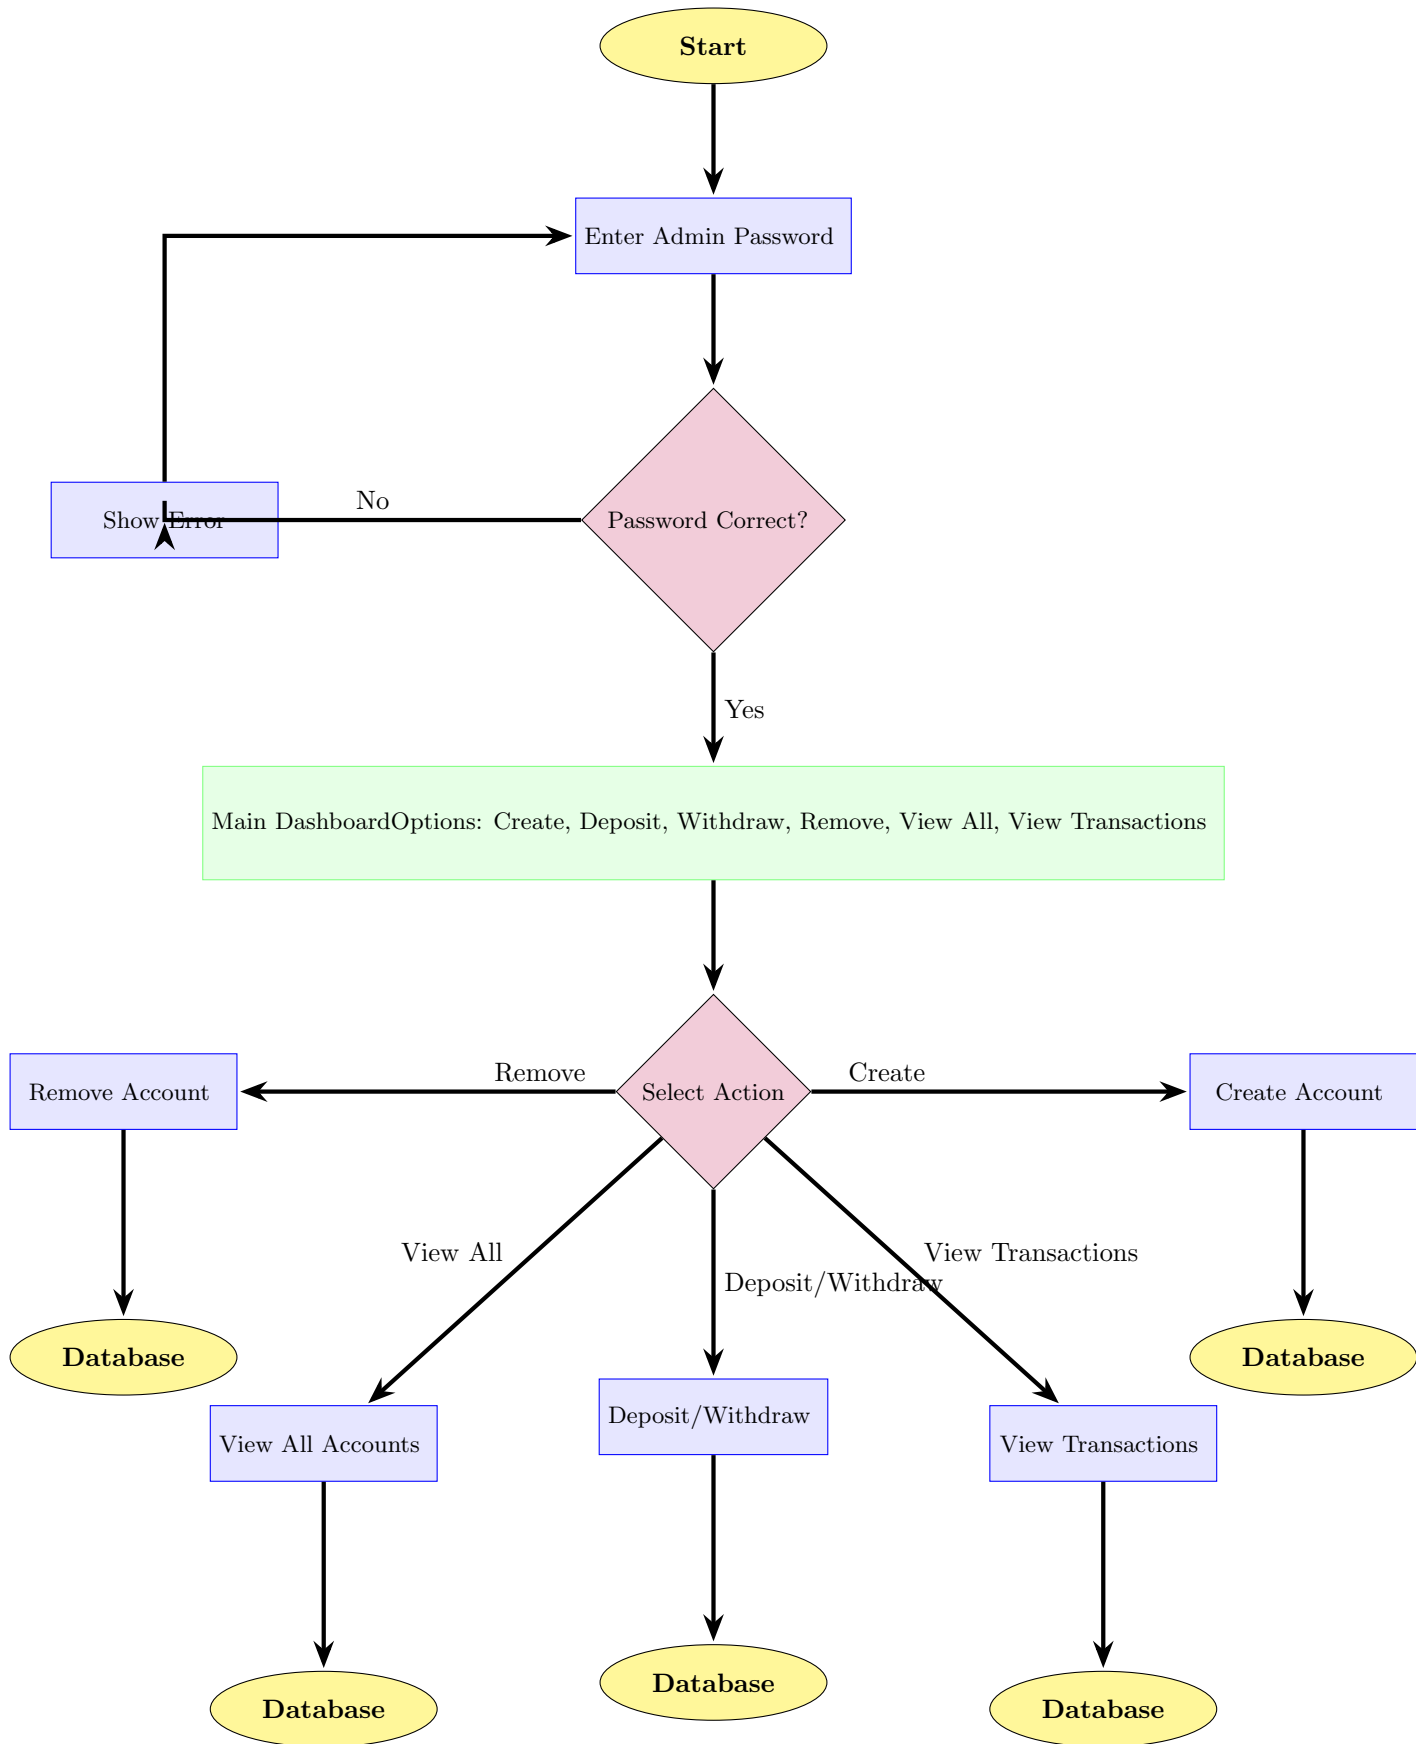 Start
Enter Admin Password
No
Show Error
Password Correct?
Yes
Main DashboardOptions: Create, Deposit, Withdraw, Remove, View All, View Transactions
Remove
Create
Remove Account
Select Action
Create Account
View All
View Transactions
Deposit/Withdraw
Database
Database
Deposit/Withdraw
View All Accounts
View Transactions
Database
Database
Database